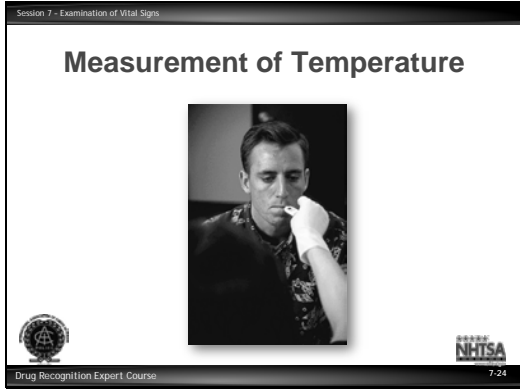 Session 7 - Examination of Vital Signs
Measurement of Temperature
NHTSA
Drug Recognition Expert Course
7-24